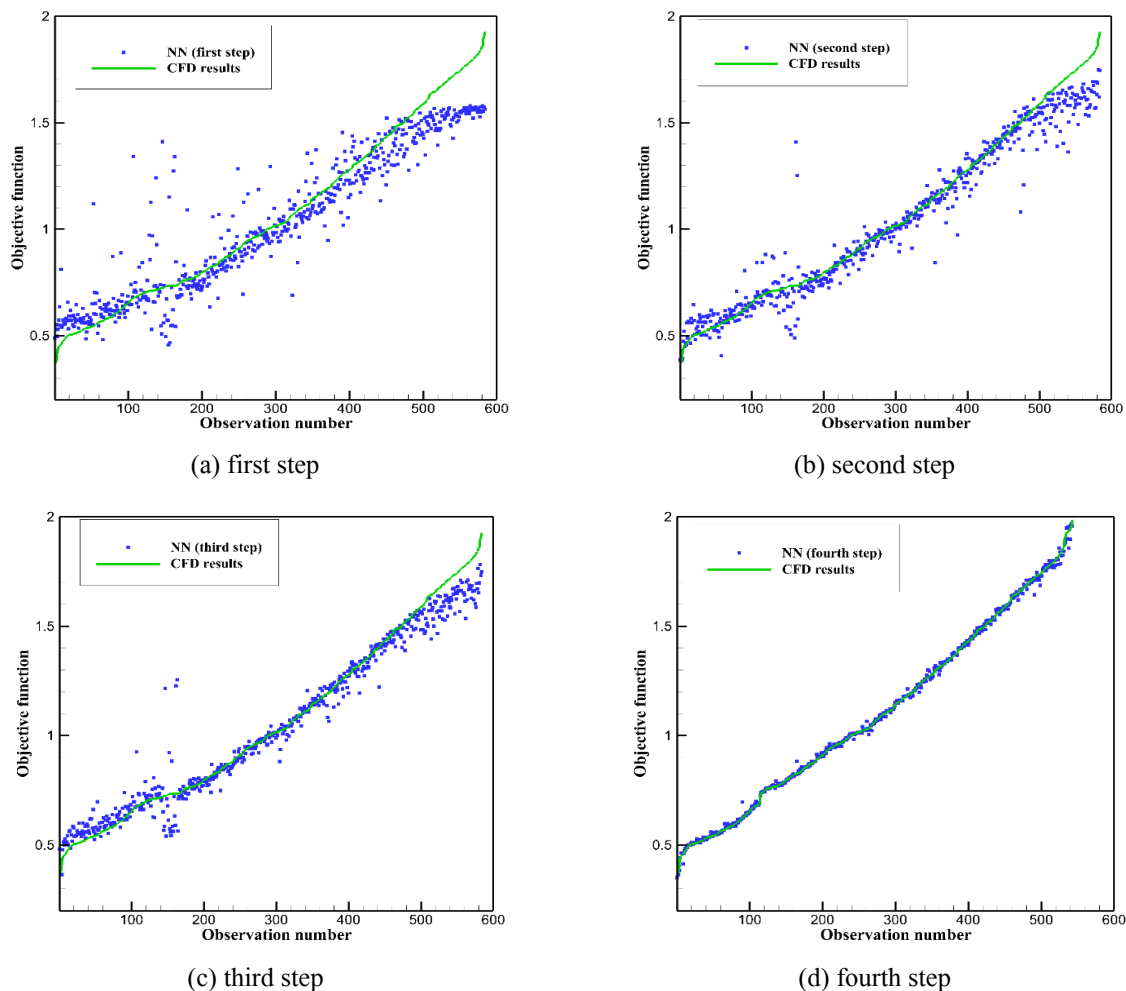 2
NN (first step)
CFD results
1.5
1
0.5
Objective function
100 200 300 400 500 600
Observation number
(a) first step
2
NN (second step)
CFD results
1.5
1
0.5
Objective function
100 200 300 400 500 600
Observation number
(b) second step
2
NN (third step)
CFD results
1.5
1
0.5
Objective function
100 200 300 400 500 600
Observation number
(c) third step
2
NN (fourth step)
CFD results
1.5
1
0.5
Objective function
100 200 300 400 500 600
Observation number
(d) fourth step